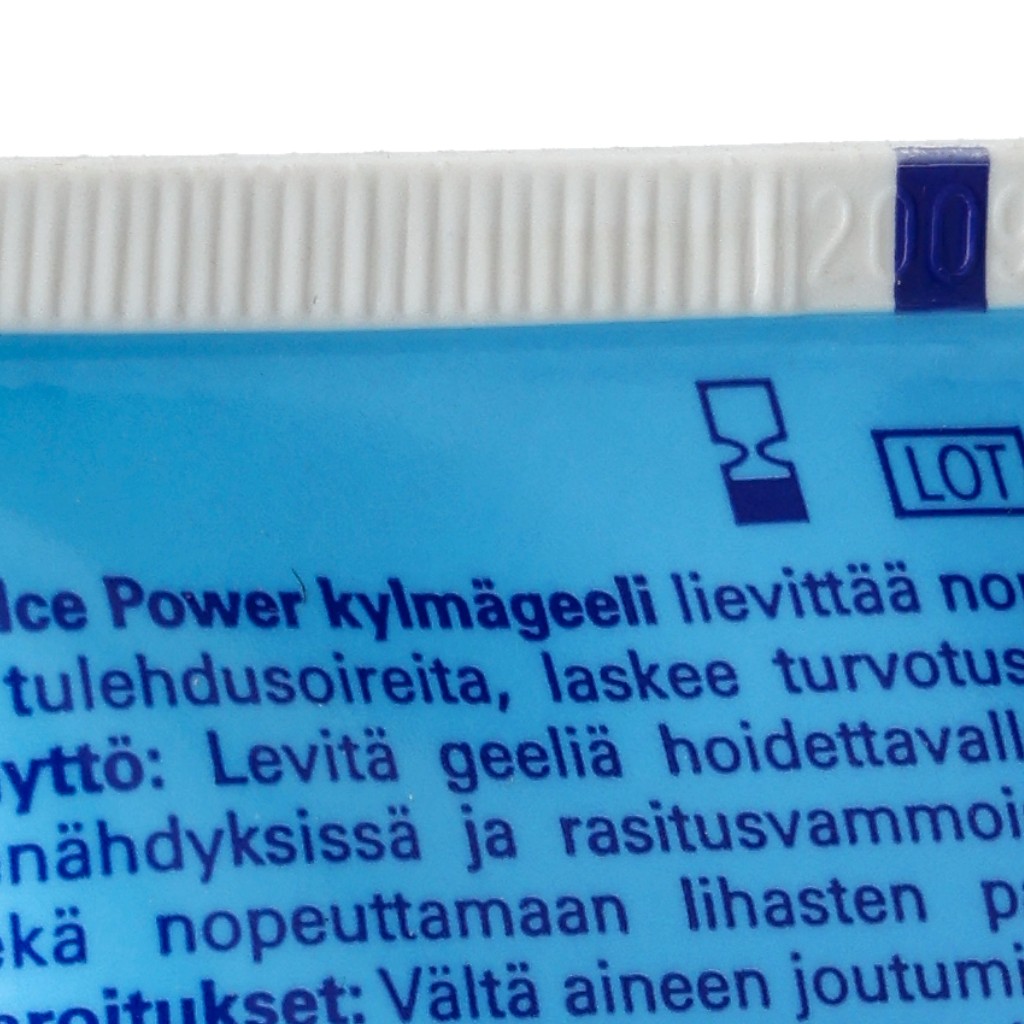 2009
LOT
Ice Power kylmägeeli lievittää
tulehdusoireita, laskee turvotus
Levitä geeliä hoidettavall
nähdyksissä ja rasitusvammoi
nopeuttamaan lihasten
Vältä aineen joutumi